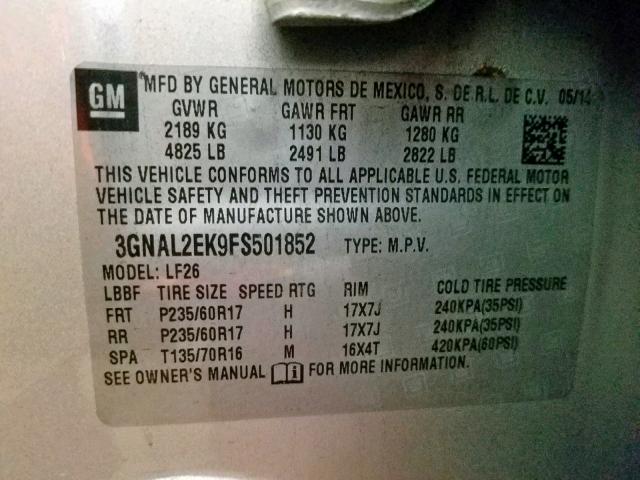 GM
MFD BY GENERAL MOTORS DE MEXICO, S. DE R.L. DE C.V. 05/14
GVWR GAWR FRT GAWR RR
2189 KG 1130 KG 1280 KG
4825 LB 2491 LB 2822 LB
THIS VEHICLE CONFORMS TO ALL APPLICABLE U.S. FEDERAL MOTOR
VEHICLE SAFETY AND THEFT PREVENTION STANDARDS IN EFFECT ON
THE DATE OF MANUFACTURE SHOWN ABOVE.
3GNAL2EK9FS501852 TYPE: M.P.V.
MODEL: LF26
LBBF TIRE SIZE SPEED RTG RIM COLD TIRE PRESSURE
FRT P235/60R17 H 17X7J 240KPA(35PSI)
RR P235/60R17 H 17X7J 240KPA(35PSI)
SPA T135/70R16 M 16X4T 420KPA(60PSI)
SEE OWNER'S MANUAL FOR MORE INFORMATION.